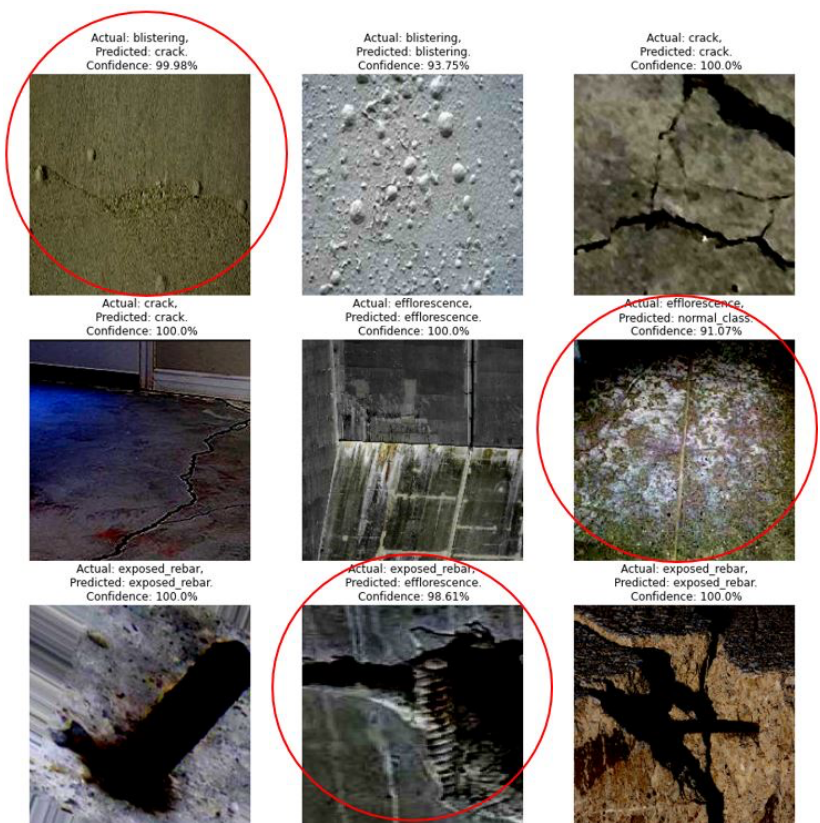 Actual: blistering,
Predicted: crack.
Confidence: 99.98%
Actual: blistering,
Predicted: blistering.
Confidence: 93.75%
Actual: crack,
Predicted: crack.
Confidence: 100.0%
Actual: crack,
Predicted: crack.
Confidence: 100.0%
Actual: efflorescence,
Predicted: efflorescence.
Confidence: 100.0%
Actual: efflorescence,
Predicted: normal_class.
Confidence: 91.07%
Actual: exposed_rebar,
Predicted: exposed_rebar.
Confidence: 100.0%
Actual: exposed_rebar,
Predicted: efflorescence.
Confidence: 98.61%
Actual: exposed_rebar,
Predicted: exposed_rebar.
Confidence: 100.0%